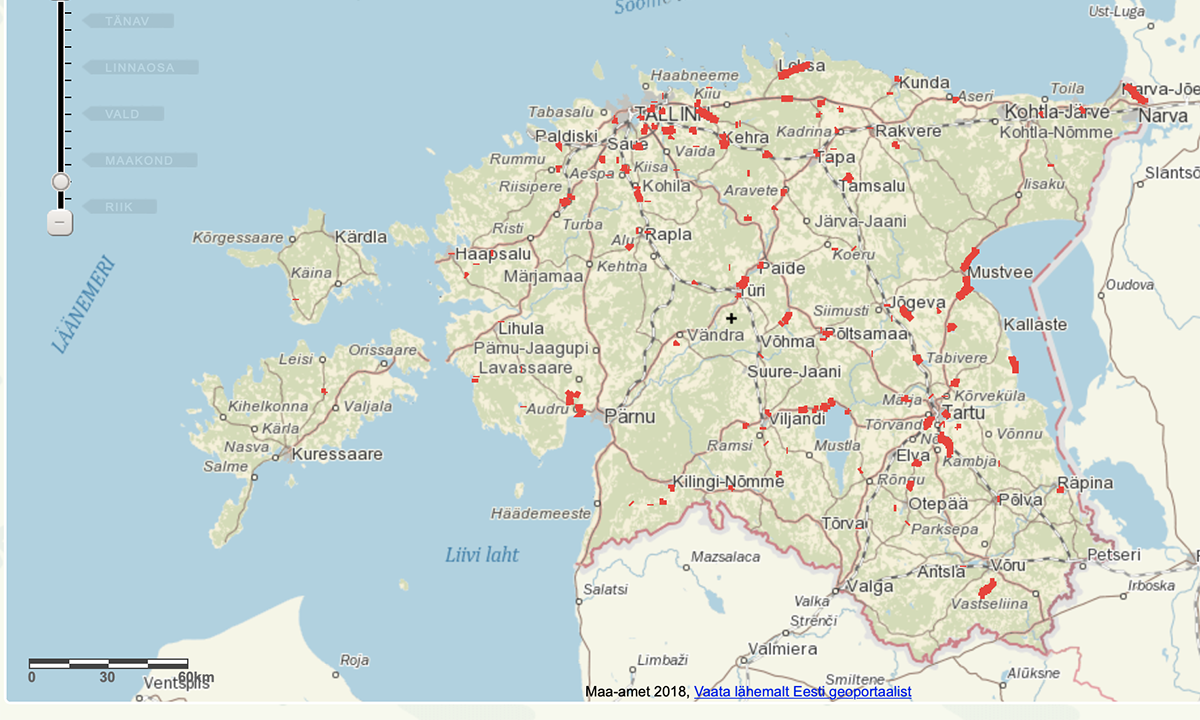 Soome
Ust-Luga
TÄNAV
LINNAOSA
VALD
MAAKOND
RIIK
Loksa
Haabneeme
Kiiu
Kunda
Aseri
Toila
Narva-Jõe
Tabasalu
TALLINN
Kohtla-Järve
Narva
Paldiski
Saue
Kehra
Kadrina
Rakvere
Kohtla-Nõmme
Rummu
Vaida
Tapa
Riisipere
Aespa
Kiisa
Kohila
Aravete
Tamsalu
Iisaku
Slantsõ
Risti
Turba
Alu
Rapla
Järva-Jaani
Kõrgessaare
Kärdla
Haapsalu
Kehtna
Koeru
Käina
Märjamaa
Paide
Mustvee
LÄÄNEMERI
Türi
Oudova
Siimusti
Jõgeva
Lihula
Vändra
Võhma
Põltsamaa
Kallaste
Pärnu-Jaagupi
Orissaare
Leisi
Lavassaare
Suure-Jaani
Tabivere
Kihelkonna
Valjala
Audru
Pärnu
Viljandi
Marja
Kõrveküla
Tartu
Kärla
Törvandi
Nõ
Võnnu
Nasva
Kuressaare
Ramsi
Mustla
Elva
Kambja
Salme
Kilingi-Nõmme
Rõngu
Räpina
Häädemeeste
Otepää
Põlva
Tõrva
Parksepa
Liivi laht
Mazsalaca
Petseri
Antsla
Võru
Salatsi
Valga
Irboska
Valka
Vastseliina
Strenči
Valmiera
Roja
Limbaži
Smiltene
Alūksne
0
30
60km
Ventspils
Maa-amet 2018, Vaata lähemalt Eesti geoportaalist